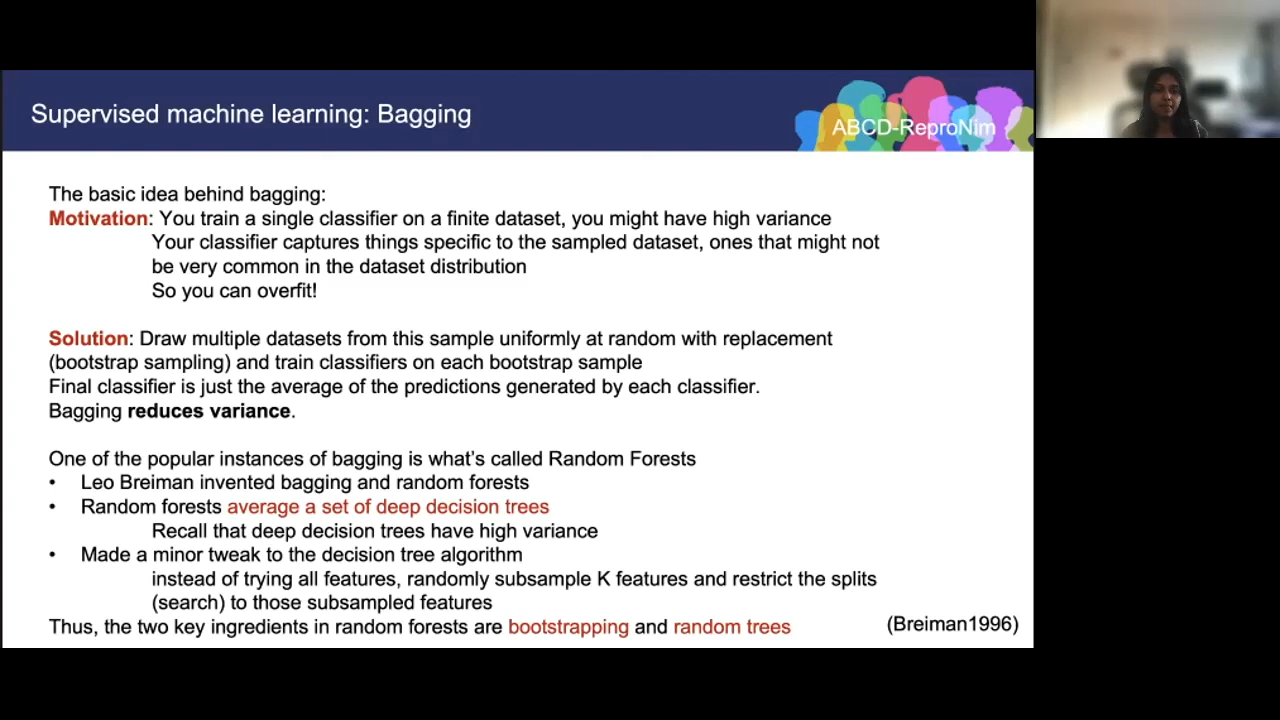 Supervised machine learning: Bagging
ABCD-ReproNim
The basic idea behind bagging:
Motivation: You train a single classifier on a finite dataset, you might have high variance
Your classifier captures things specific to the sampled dataset, ones that might not
be very common in the dataset distribution
So you can overfit!
Solution: Draw multiple datasets from this sample uniformly at random with replacement
(bootstrap sampling) and train classifiers on each bootstrap sample
Final classifier is just the average of the predictions generated by each classifier.
Bagging reduces variance.
One of the popular instances of bagging is what's called Random Forests
• Leo Breiman invented bagging and random forests
• Random forests average a set of deep decision trees
Recall that deep decision trees have high variance
• Made a minor tweak to the decision tree algorithm
instead of trying all features, randomly subsample K features and restrict the splits
(search) to those subsampled features
Thus, the two key ingredients in random forests are bootstrapping and random trees
(Breiman1996)